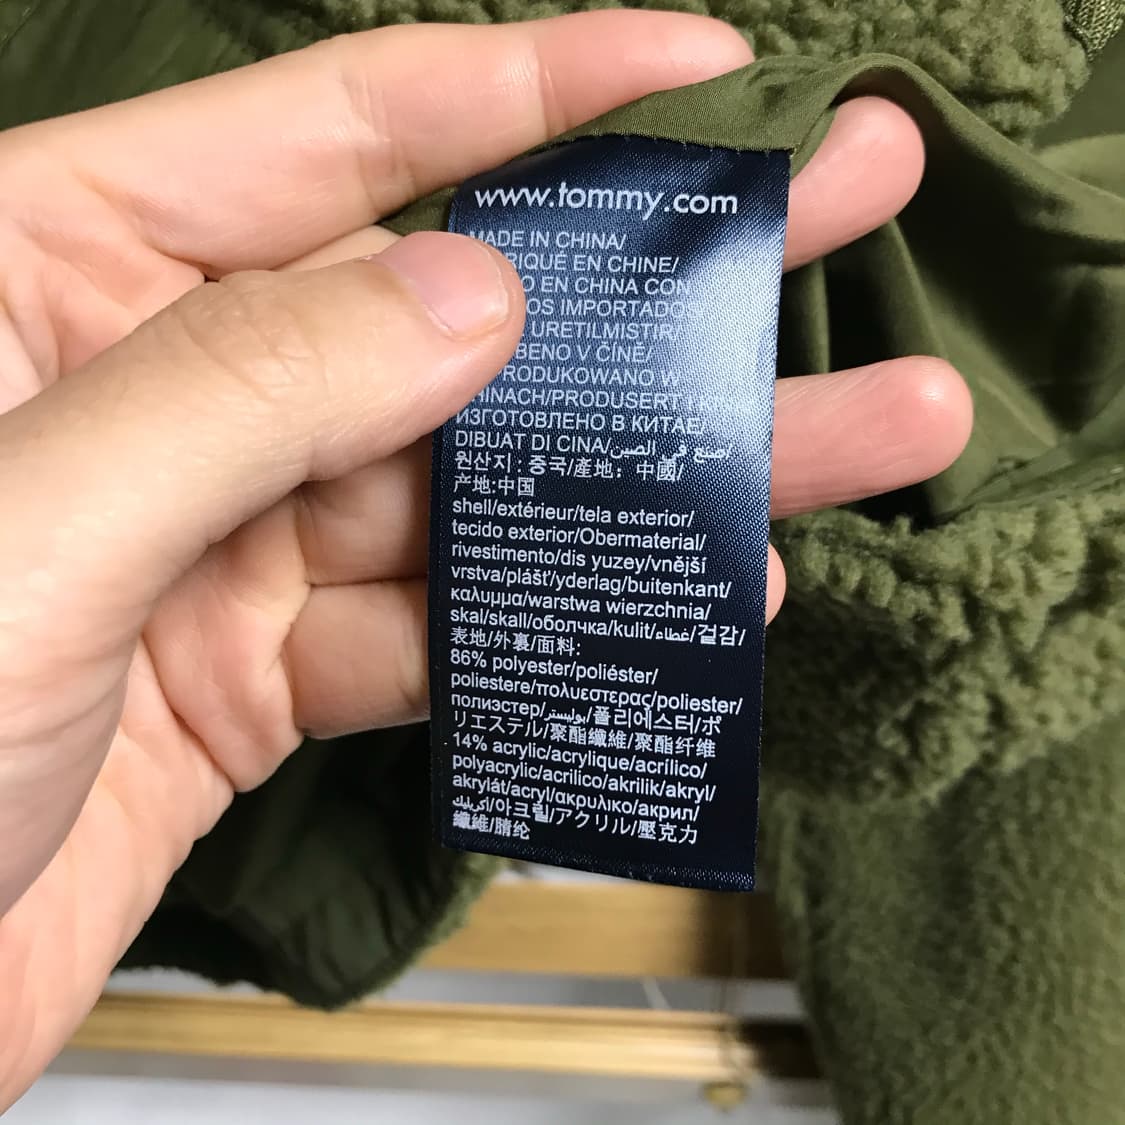 www.tommy.com
MADE IN CHINA/
RIQUE EN CHINE/
O EN CHINA CON
OS IMPORTADOS
URETILMISTIR/
BENO V ČÍNĚ/
RODUKOWANO W
HINACH/PRODUSERT
ИЗГОТОВЛЕНО В КИТАЕ/
DIBUAT DI CINA/صنع في الصين/
원산지: 중국/產地: 中國/
产地:中国
shell/extérieur/tela exterior/
tecido exterior/Obermaterial/
rivestimento/dis yuzey/vnější
vrstva/plášť/yderlag/buitenkant/
καλυμμα/warstwa wierzchnia/
skal/skall/оболчка/kulit/غطاء/겉감/
表地/外裏/面料:
86% polyester/poliéster/
poliestere/πολυεστερας/poliester/
полиэстер/بوليستر/폴리에스터/ポ
リエステル/聚酯纖維/聚酯纤维
14% acrylic/acrylique/acrílico/
polyacrylic/acrilico/akrilik/akryl/
akrylát/acryl/ακρυλικο/акрил/
اكريليك/아크릴/アクリル/壓克力
纖維/腈纶